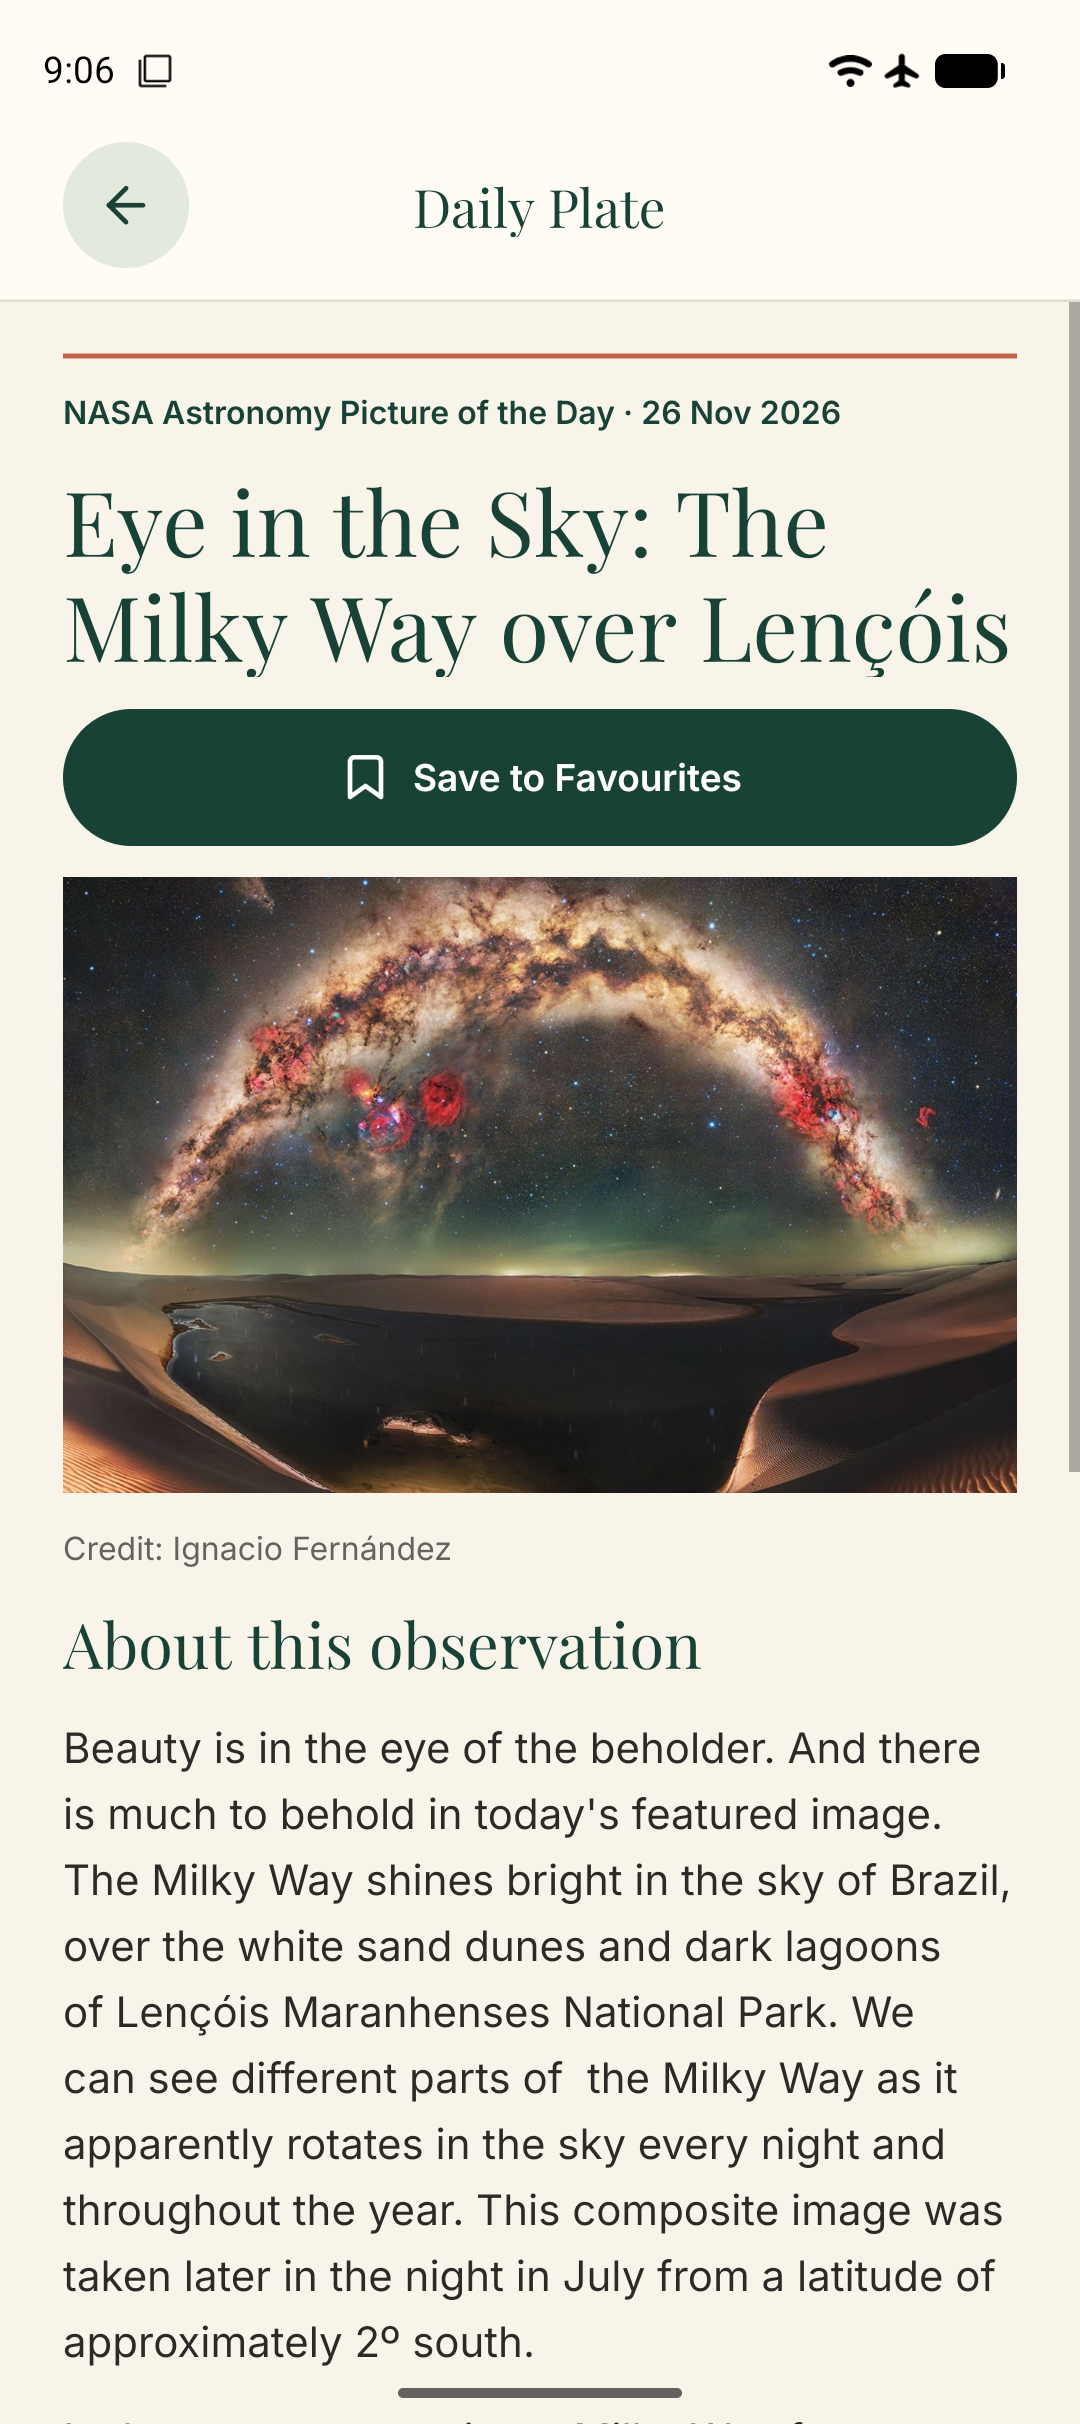 9:06
Daily Plate
NASA Astronomy Picture of the Day · 26 Nov 2026
Eye in the Sky: The
Milky Way over Lençóis
Save to Favourites
Credit: Ignacio Fernández
About this observation
Beauty is in the eye of the beholder. And there
is much to behold in today's featured image.
The Milky Way shines bright in the sky of Brazil,
over the white sand dunes and dark lagoons
of Lençóis Maranhenses National Park. We
can see different parts of  the Milky Way as it
apparently rotates in the sky every night and
throughout the year. This composite image was
taken later in the night in July from a latitude of
approximately 2º south.